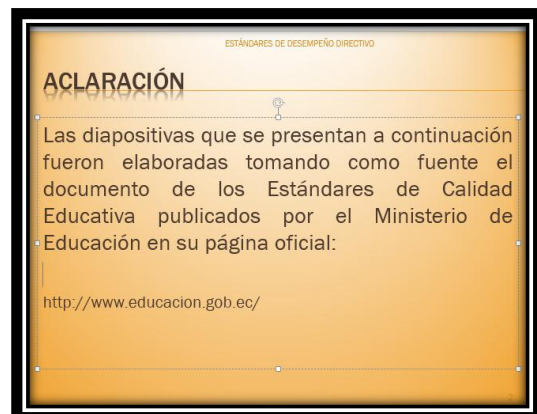 ESTÁNDARES DE DESEMPEÑO DIRECTIVO
ACLARACIÓN
Las diapositivas que se presentan a continuación
fueron elaboradas tomando como fuente el
documento de los Estándares de Calidad
Educativa publicados por el Ministerio de
Educación en su página oficial:
http://www.educacion.gob.ec/
2